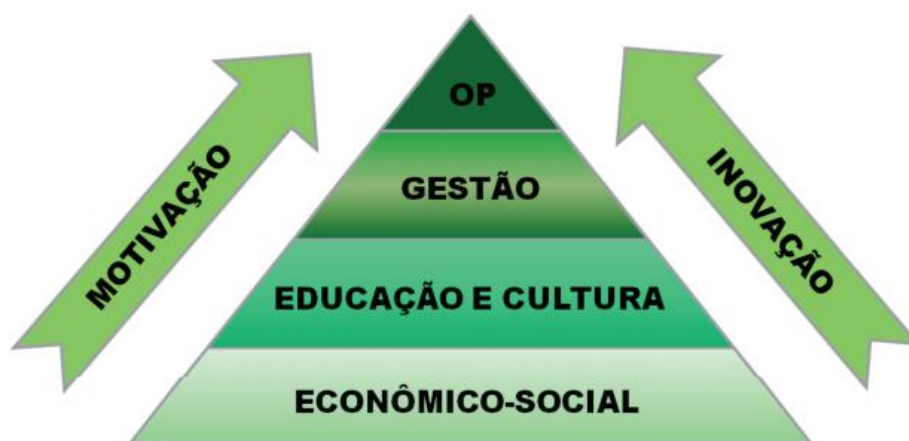 OP
MOTIVAÇÃO
GESTÃO
INOVAÇÃO
EDUCAÇÃO E CULTURA
ECONÔMICO-SOCIAL